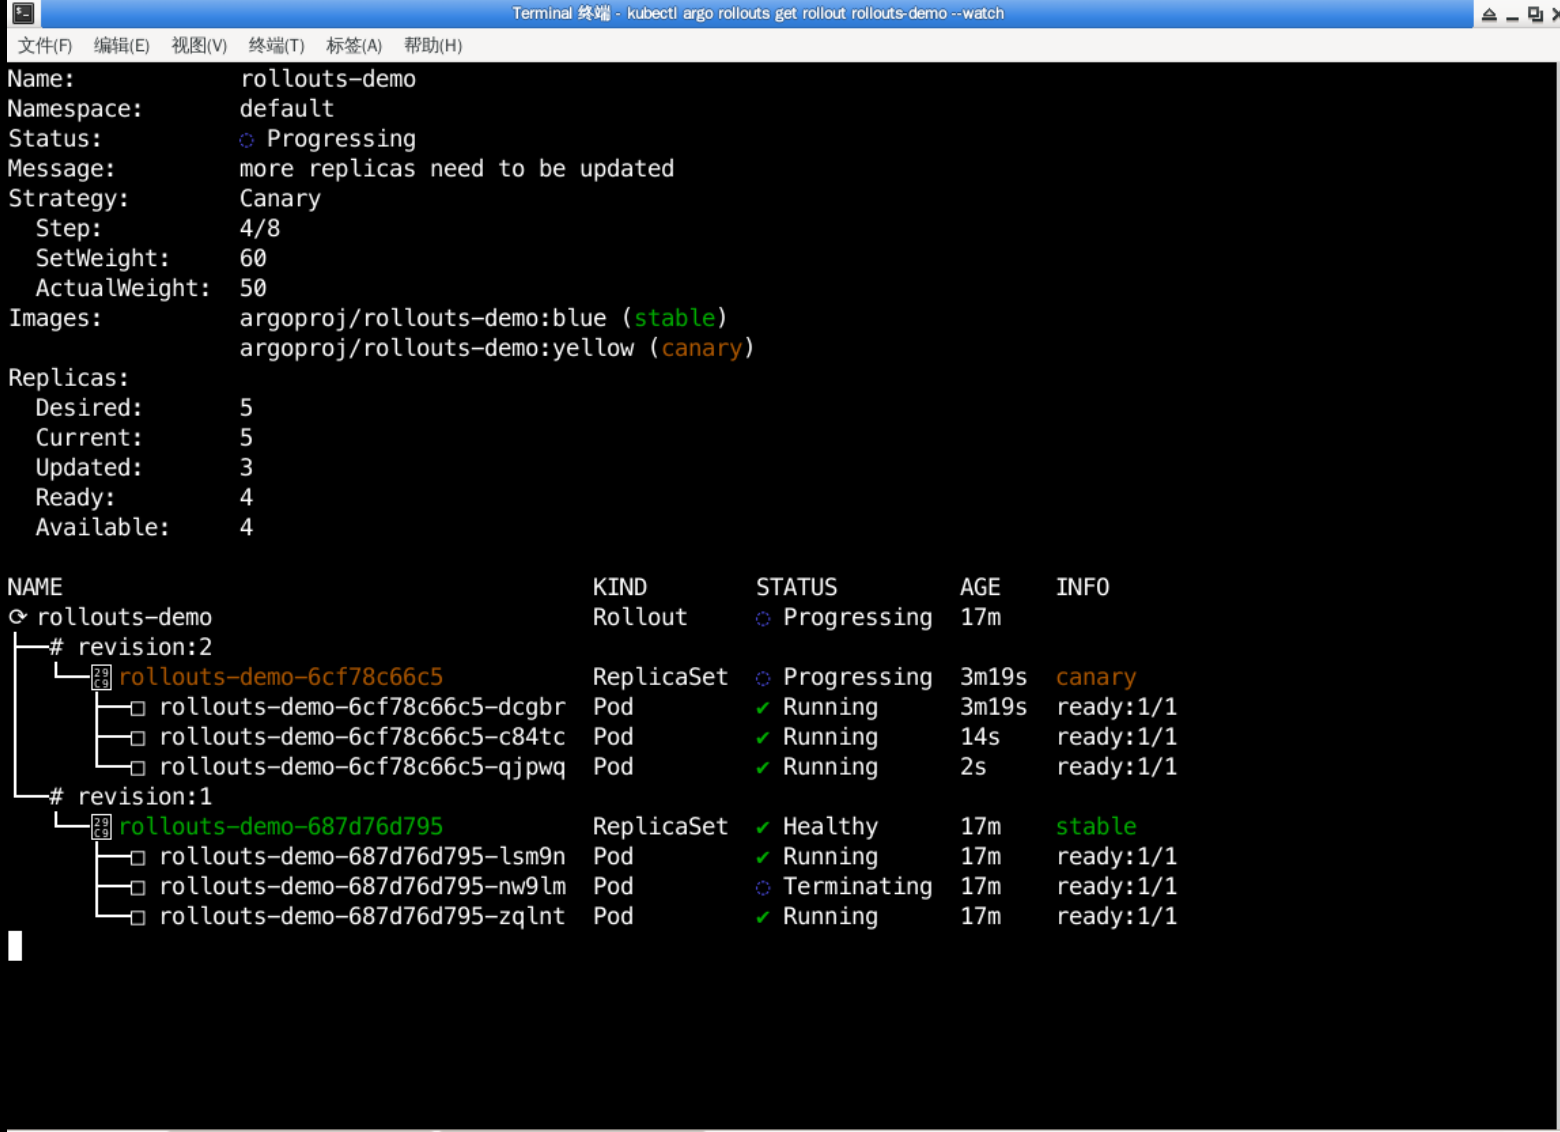 Terminal 终端 - kubectl argo rollouts get rollout rollouts-demo --watch
文件(F) 编辑(E) 视图(V) 终端(T) 标签(A) 帮助(H)
Name: rollouts-demo
Namespace: default
Status: ◌ Progressing
Message: more replicas need to be updated
Strategy: Canary
Step: 4/8
SetWeight: 60
ActualWeight: 50
Images: argoproj/rollouts-demo:blue (stable)
argoproj/rollouts-demo:yellow (canary)
Replicas:
Desired: 5
Current: 5
Updated: 3
Ready: 4
Available: 4
NAME KIND STATUS AGE INFO
⟳ rollouts-demo Rollout ◌ Progressing 17m
├──# revision:2
│ └──⧉ rollouts-demo-6cf78c66c5 ReplicaSet ◌ Progressing 3m19s canary
│ ├──□ rollouts-demo-6cf78c66c5-dcgbr Pod ✔ Running 3m19s ready:1/1
│ ├──□ rollouts-demo-6cf78c66c5-c84tc Pod ✔ Running 14s ready:1/1
│ └──□ rollouts-demo-6cf78c66c5-qjpwq Pod ✔ Running 2s ready:1/1
└──# revision:1
└──⧉ rollouts-demo-687d76d795 ReplicaSet ✔ Healthy 17m stable
├──□ rollouts-demo-687d76d795-lsm9n Pod ✔ Running 17m ready:1/1
├──□ rollouts-demo-687d76d795-nw9lm Pod ◌ Terminating 17m ready:1/1
└──□ rollouts-demo-687d76d795-zqlnt Pod ✔ Running 17m ready:1/1